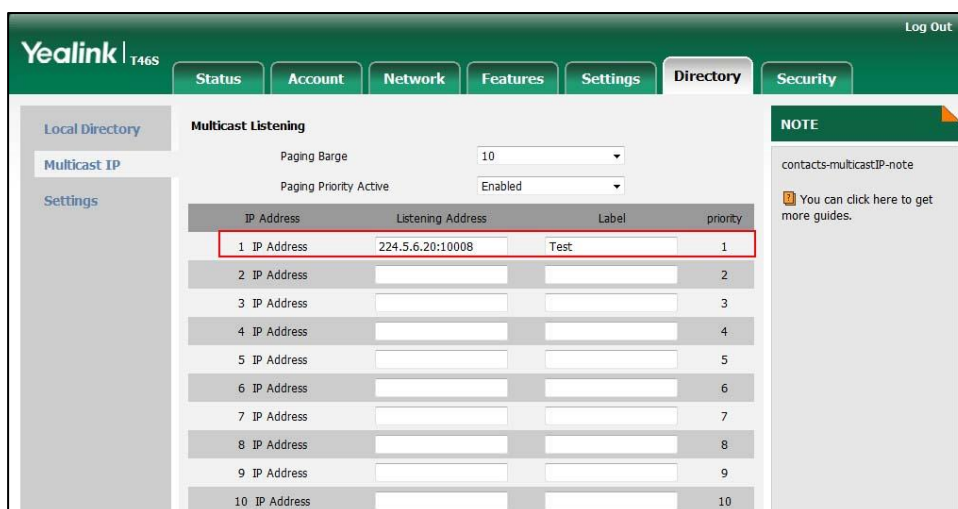 Log Out
Yealink T46S
Status Account Network Features Settings Directory Security
Local Directory
Multicast IP
Settings
Multicast Listening
Paging Barge 10
Paging Priority Active Enabled
IP Address Listening Address Label priority
1 IP Address 224.5.6.20:10008 Test 1
2 IP Address 2
3 IP Address 3
4 IP Address 4
5 IP Address 5
6 IP Address 6
7 IP Address 7
8 IP Address 8
9 IP Address 9
10 IP Address 10
NOTE
contacts-multicastIP-note
You can click here to get
more guides.